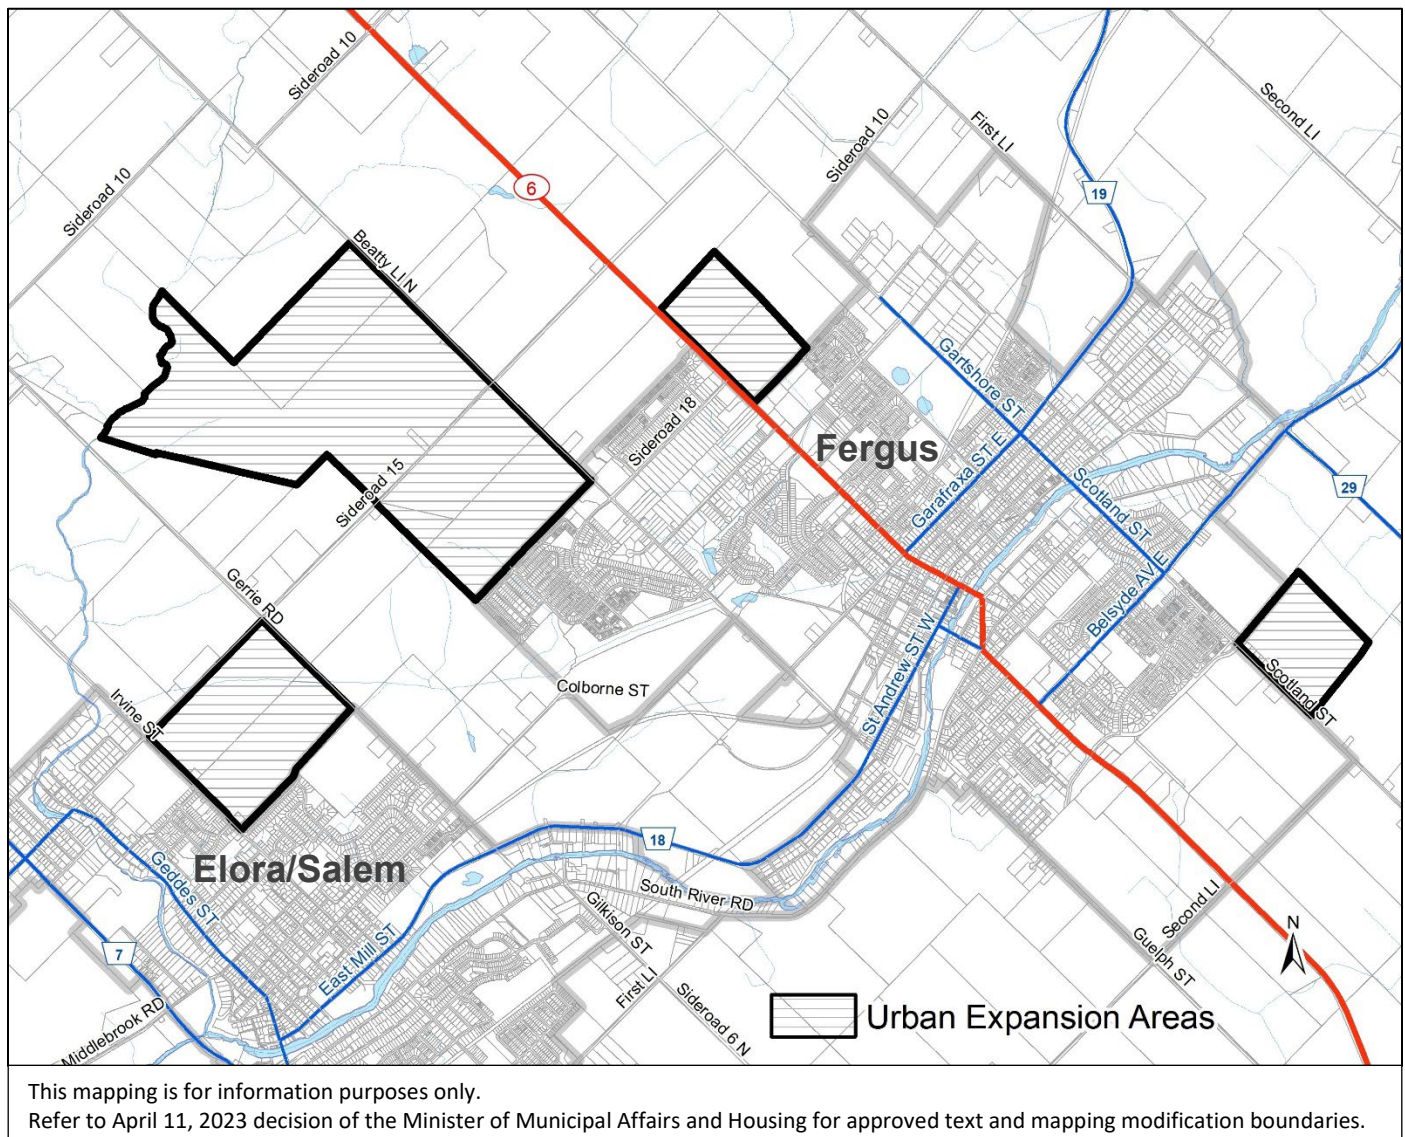 Sideroad 10
Sideroad 10
Sideroad 10
First LI
Second LI
6
19
Beatty LI N
Gartshore ST
Sideroad 18
Fergus
Garafraxa ST E
Scotland ST
29
Sideroad 15
Belsyde AV E
Gerrie RD
St Andrew ST W
Scotland ST
Colborne ST
Irvine ST
18
Elora/Salem
Geddes ST
South River RD
Gilkison ST
Second LI
Guelph ST
N
7
East Mill ST
First LI
Sideroad 6 N
Middlebrook RD
Urban Expansion Areas
This mapping is for information purposes only.
Refer to April 11, 2023 decision of the Minister of Municipal Affairs and Housing for approved text and mapping modification boundaries.